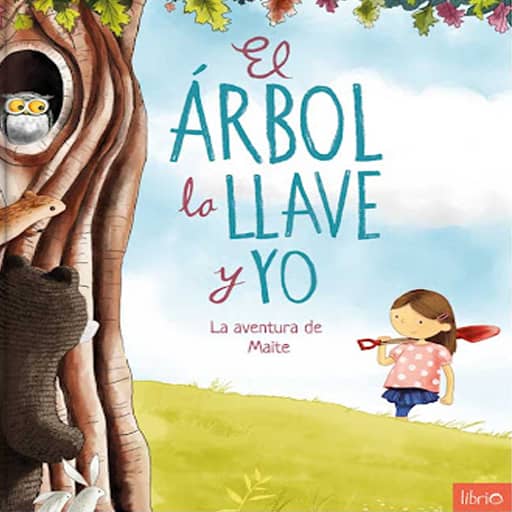 El
ÁRBOL
la LLAVE
y YO
La aventura de
Maite
librio